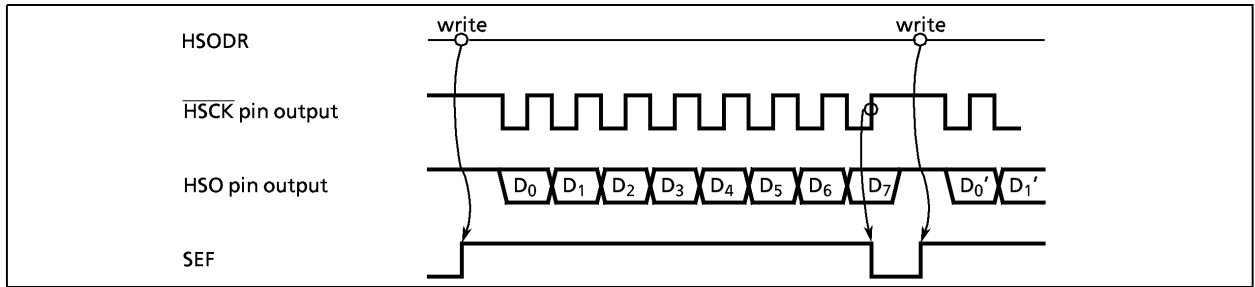 write write
HSODR
H̅S̅C̅K̅ pin output
HSO pin output D₀ D₁ D₂ D₃ D₄ D₅ D₆ D₇ D₀' D₁'
SEF